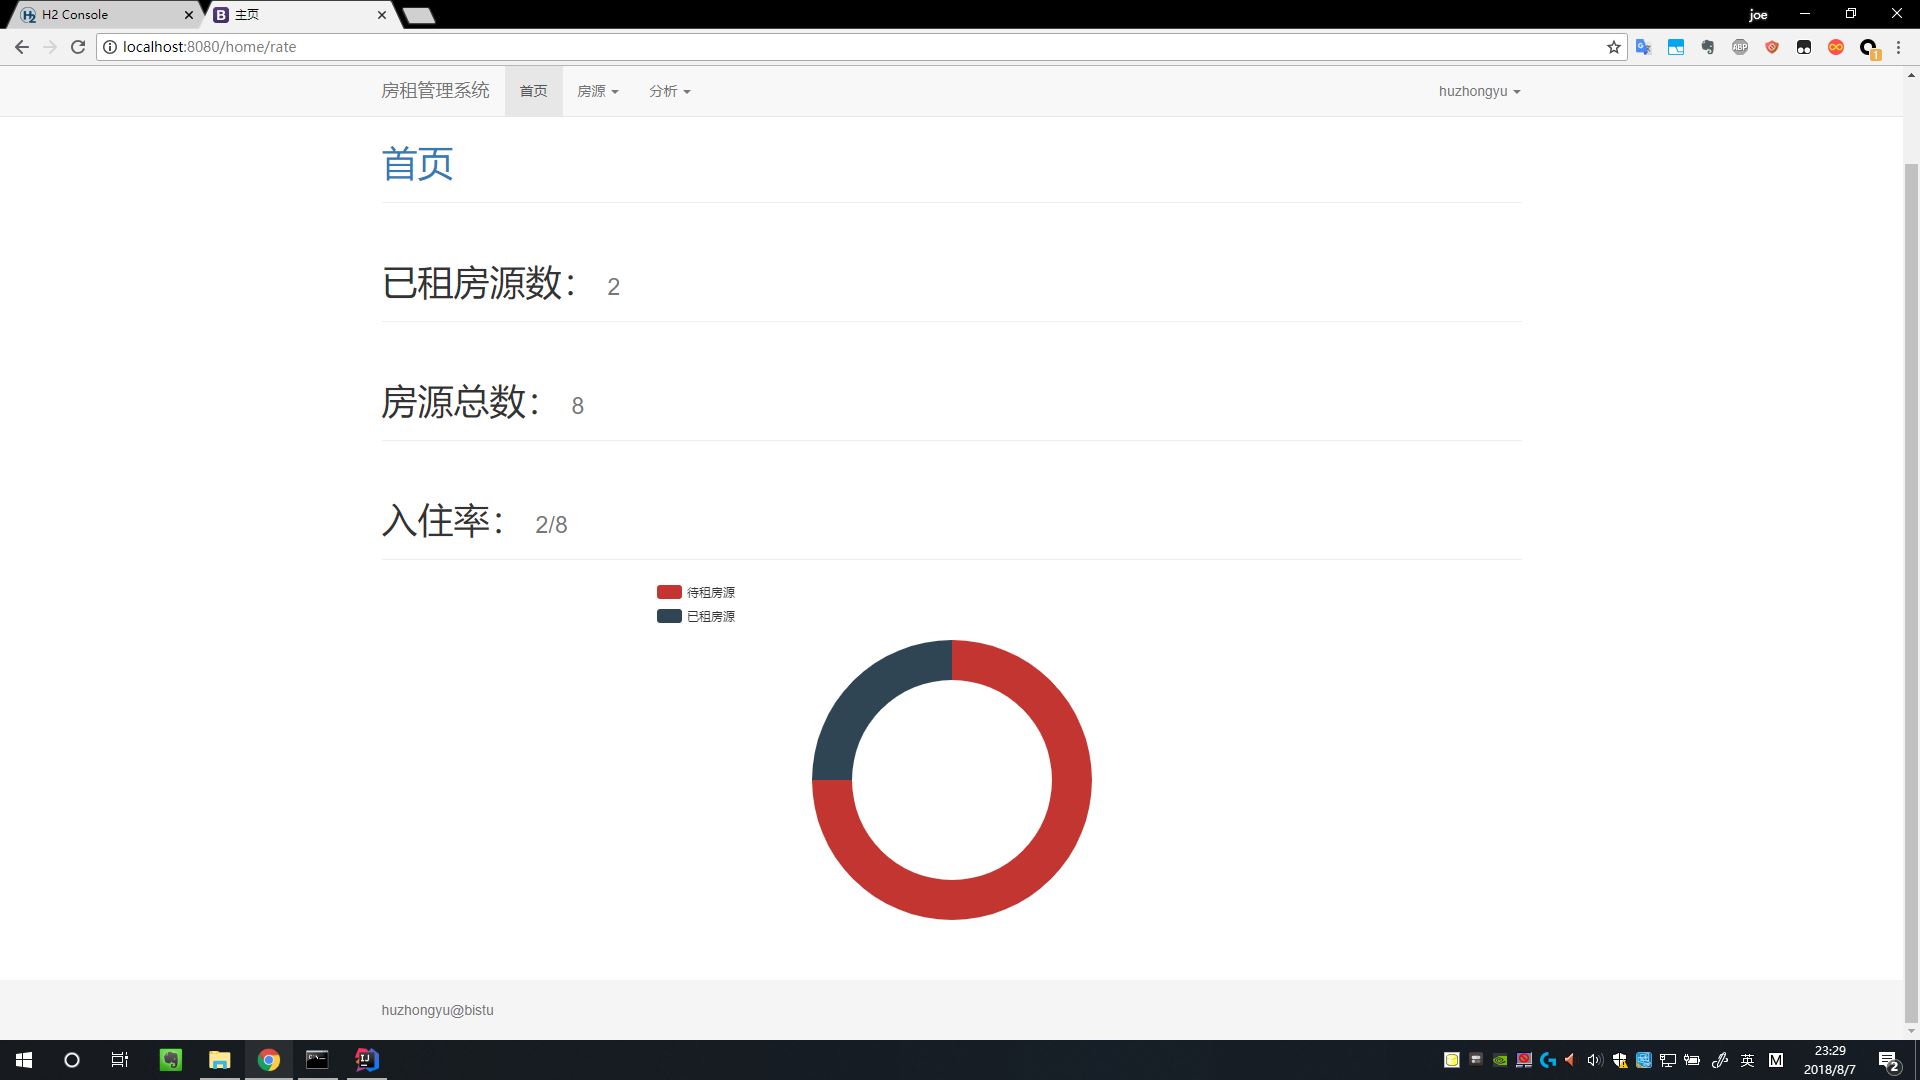 H2 Console
主页
joe
localhost:8080/home/rate
房租管理系统
首页
房源
分析
huzhongyu
首页
已租房源数： 2
房源总数： 8
入住率： 2/8
待租房源
已租房源
huzhongyu@bistu
英
M
23:29
2018/8/7
2